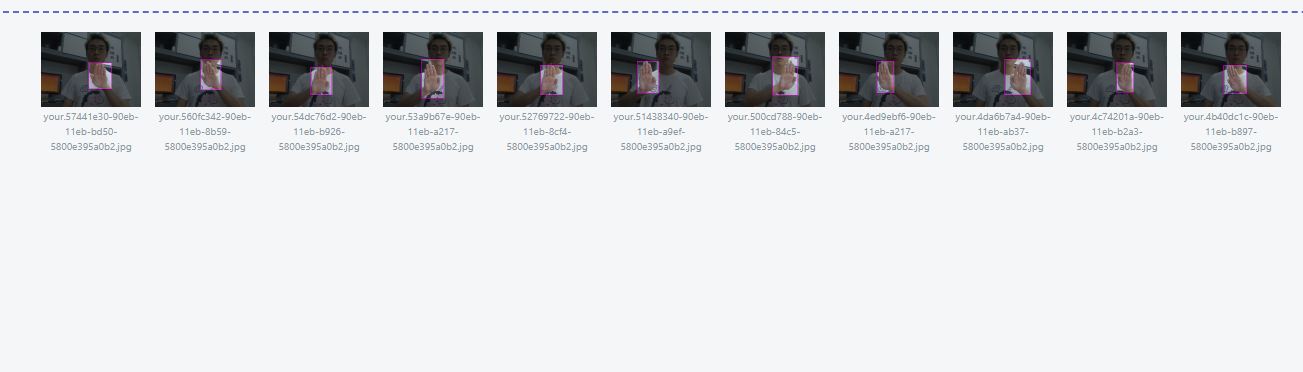 your.57441e30-90eb-
11eb-bd50-
5800e395a0b2.jpg
your.560fc342-90eb-
11eb-8b59-
5800e395a0b2.jpg
your.54dc76d2-90eb-
11eb-b926-
5800e395a0b2.jpg
your.53a9b67e-90eb-
11eb-a217-
5800e395a0b2.jpg
your.52769722-90eb-
11eb-8cf4-
5800e395a0b2.jpg
your.51438340-90eb-
11eb-a9ef-
5800e395a0b2.jpg
your.500cd788-90eb-
11eb-84c5-
5800e395a0b2.jpg
your.4ed9ebf6-90eb-
11eb-a217-
5800e395a0b2.jpg
your.4da6b7a4-90eb-
11eb-ab37-
5800e395a0b2.jpg
your.4c74201a-90eb-
11eb-b2a3-
5800e395a0b2.jpg
your.4b40dc1c-90eb-
11eb-b897-
5800e395a0b2.jpg